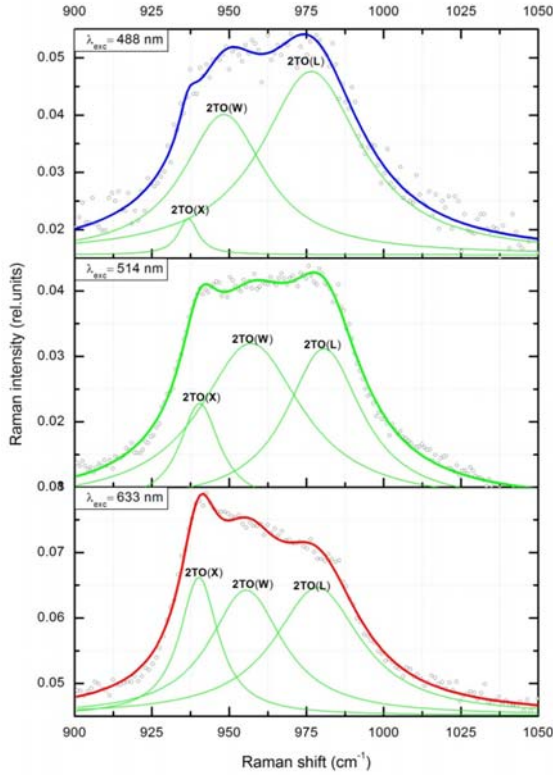 900 925 950 975 1000 1025 1050
λexc= 488 nm
0.05
0.04
0.03
0.02
2TO(L)
2TO(W)
2TO(X)
λexc= 514 nm
0.04
0.03
0.02
2TO(W)
2TO(L)
2TO(X)
λexc= 633 nm
0.08
0.07
0.06
0.05
2TO(X)
2TO(W)
2TO(L)
900 925 950 975 1000 1025 1050
Raman intensity (rel.units)
Raman shift (cm⁻¹)